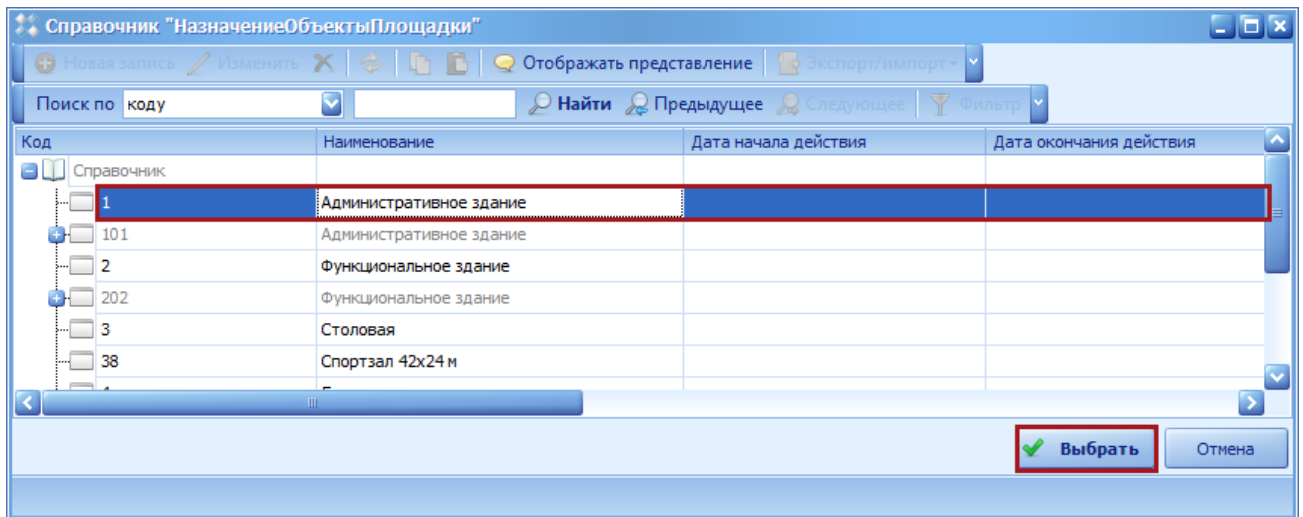 Справочник "НазначениеОбъектыПлощадки"
Новая запись Изменить Отображать представление Экспорт/импорт
Поиск по коду Найти Предыдущее Следующее Фильтр
Код Наименование Дата начала действия Дата окончания действия
Справочник
1 Административное здание
101 Административное здание
2 Функциональное здание
202 Функциональное здание
3 Столовая
38 Спортзал 42x24 м
Выбрать Отмена